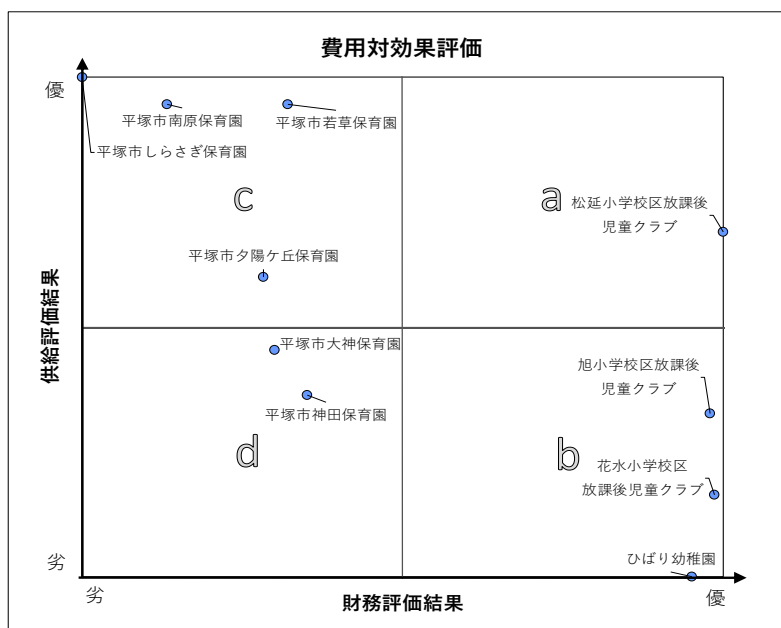 費用対効果評価
優
平塚市南原保育園
平塚市若草保育園
平塚市しらさぎ保育園
c
a
松延小学校区放課後
児童クラブ
平塚市夕陽ケ丘保育園
供給評価結果
平塚市大神保育園
旭小学校区放課後
児童クラブ
平塚市神田保育園
d
b
花水小学校区
放課後児童クラブ
ひばり幼稚園
劣
劣
財務評価結果
優